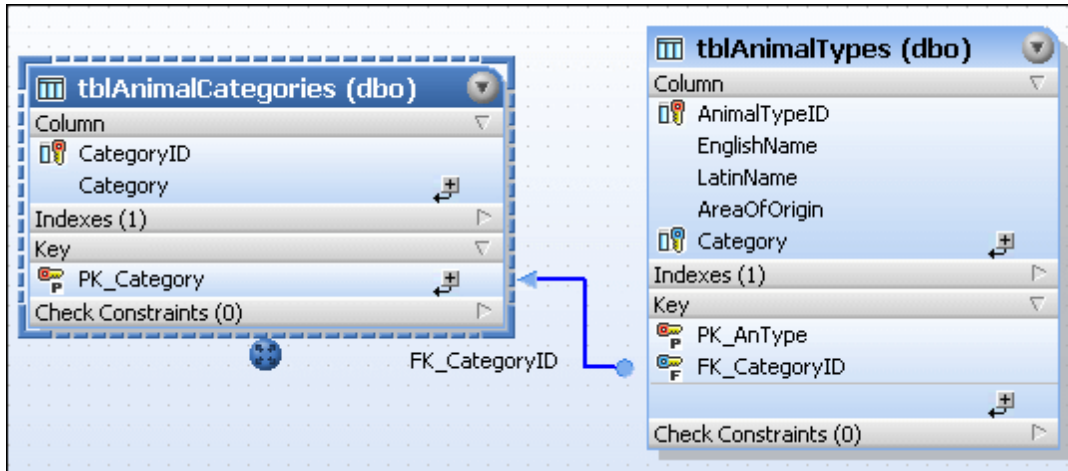 tblAnimalCategories (dbo)
Column
CategoryID
Category
Indexes (1)
Key
PK_Category
Check Constraints (0)
FK_CategoryID
tblAnimalTypes (dbo)
Column
AnimalTypeID
EnglishName
LatinName
AreaOfOrigin
Category
Indexes (1)
Key
PK_AnType
FK_CategoryID
Check Constraints (0)